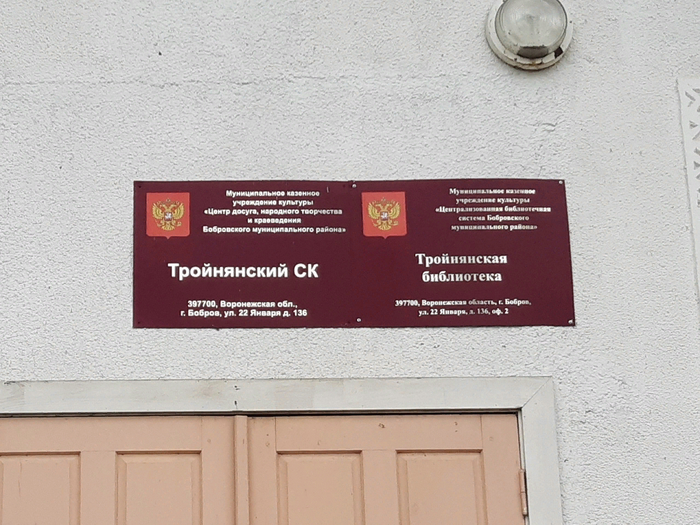 Муниципальное казенное
учреждение культуры
«Центр досуга, народного творчества
и краеведения
Бобровского муниципального района»
Тройнянский СК
397700, Воронежская обл.,
г. Бобров, ул. 22 Января д. 136
Муниципальное казенное
учреждение культуры
«Централизованная библиотечная
система Бобровского
муниципального района»
Тройнянская
библиотека
397700, Воронежская область, г. Бобров,
ул. 22 Января, д. 136, оф. 2